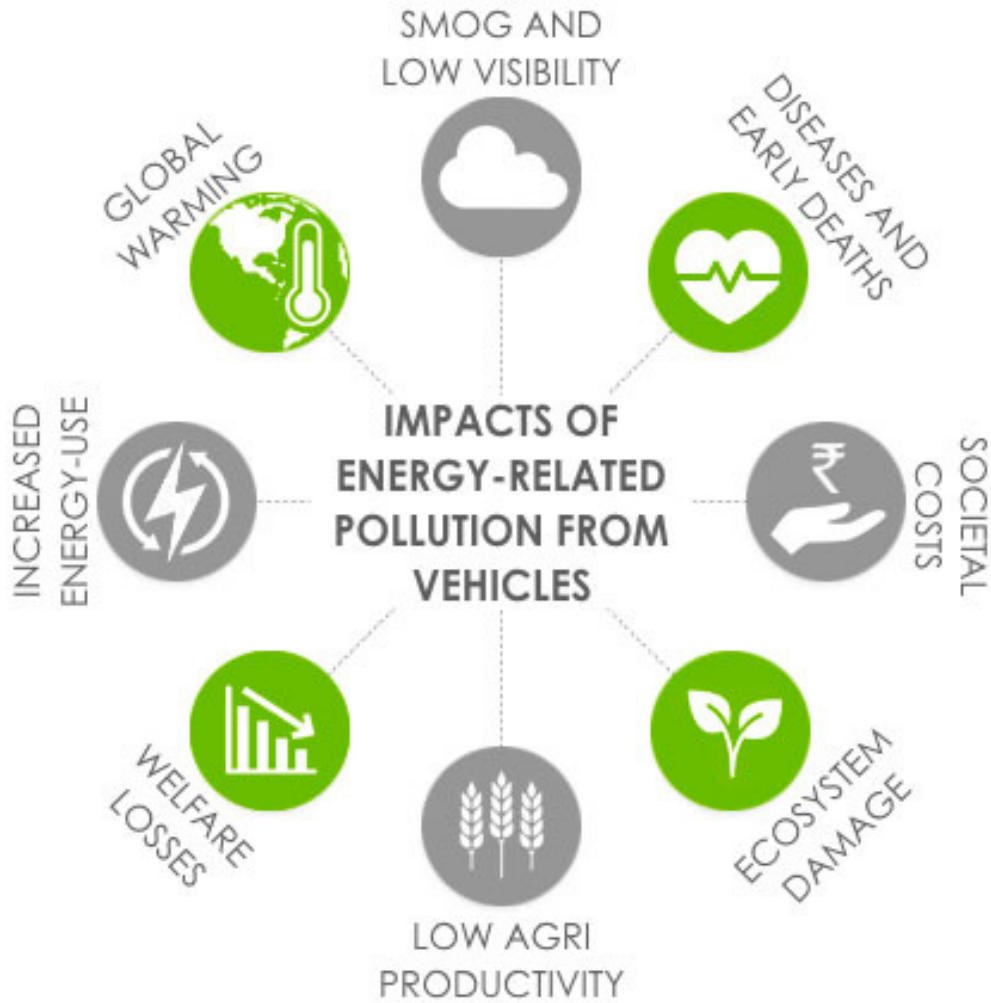 SMOG AND
LOW VISIBILITY
DISEASES AND
EARLY DEATHS
GLOBAL
WARMING
IMPACTS OF
ENERGY-RELATED
POLLUTION FROM
VEHICLES
INCREASED
ENERGY-USE
₹
SOCIETAL
COSTS
WELFARE
LOSSES
ECOSYSTEM
DAMAGE
LOW AGRI
PRODUCTIVITY